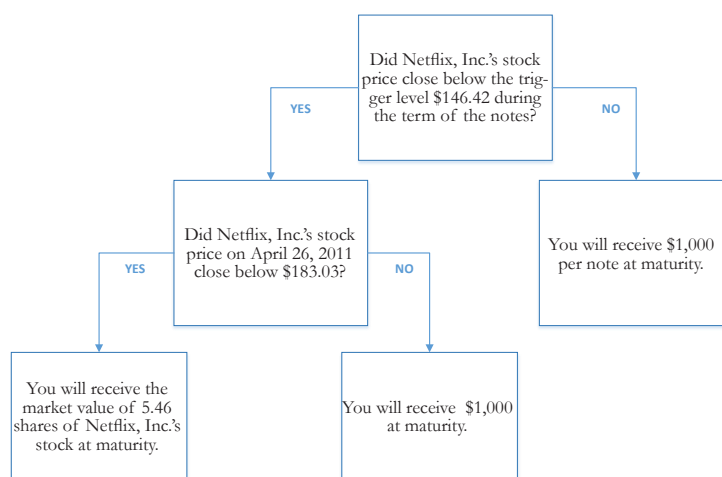 Did Netflix, Inc.'s stock
price close below the trig-
ger level $146.42 during
the term of the notes?
YES
NO
Did Netflix, Inc.'s stock
price on April 26, 2011
close below $183.03?
You will receive $1,000
per note at maturity.
YES
NO
You will receive the
market value of 5.46
shares of Netflix, Inc.'s
stock at maturity.
You will receive $1,000
at maturity.